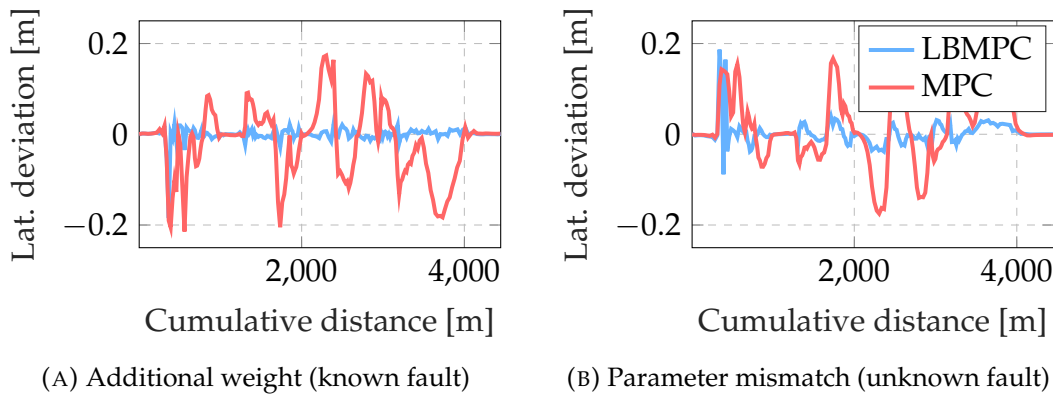 Lat. deviation [m]
0.2
0
−0.2
2,000
4,000
Cumulative distance [m]
(A) Additional weight (known fault)
Lat. deviation [m]
0.2
0
−0.2
2,000
4,000
Cumulative distance [m]
LBMPC
MPC
(B) Parameter mismatch (unknown fault)